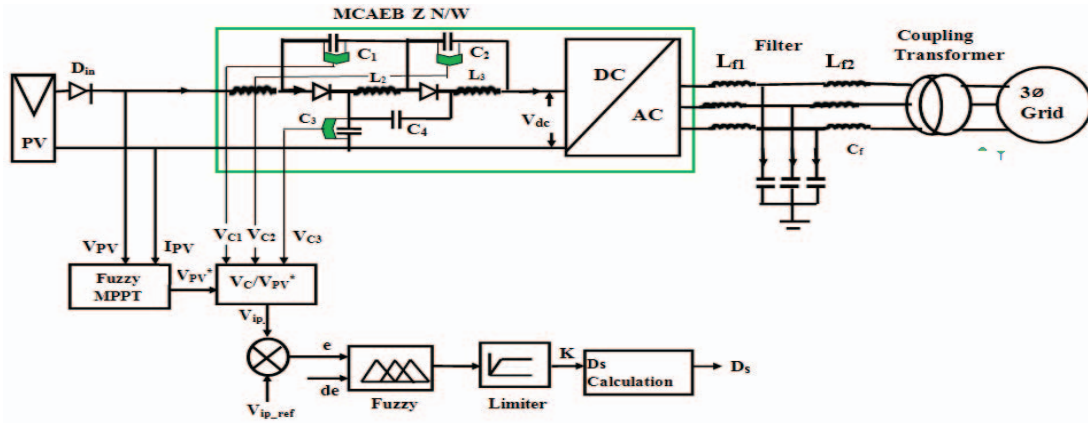 MCAEB Z N/W
Coupling
Transformer
Filter
C1
C2
Din
L2
L3
DC
AC
Lf1
Lf2
3ø
Grid
PV
C3
C4
Vdc
Cf
VPV
IPV
VC1
VC2
VC3
Fuzzy
MPPT
VPV*
VC/VPV*
Vip
e
K
Ds
Calculation
Ds
de
Vip_ref
Fuzzy
Limiter